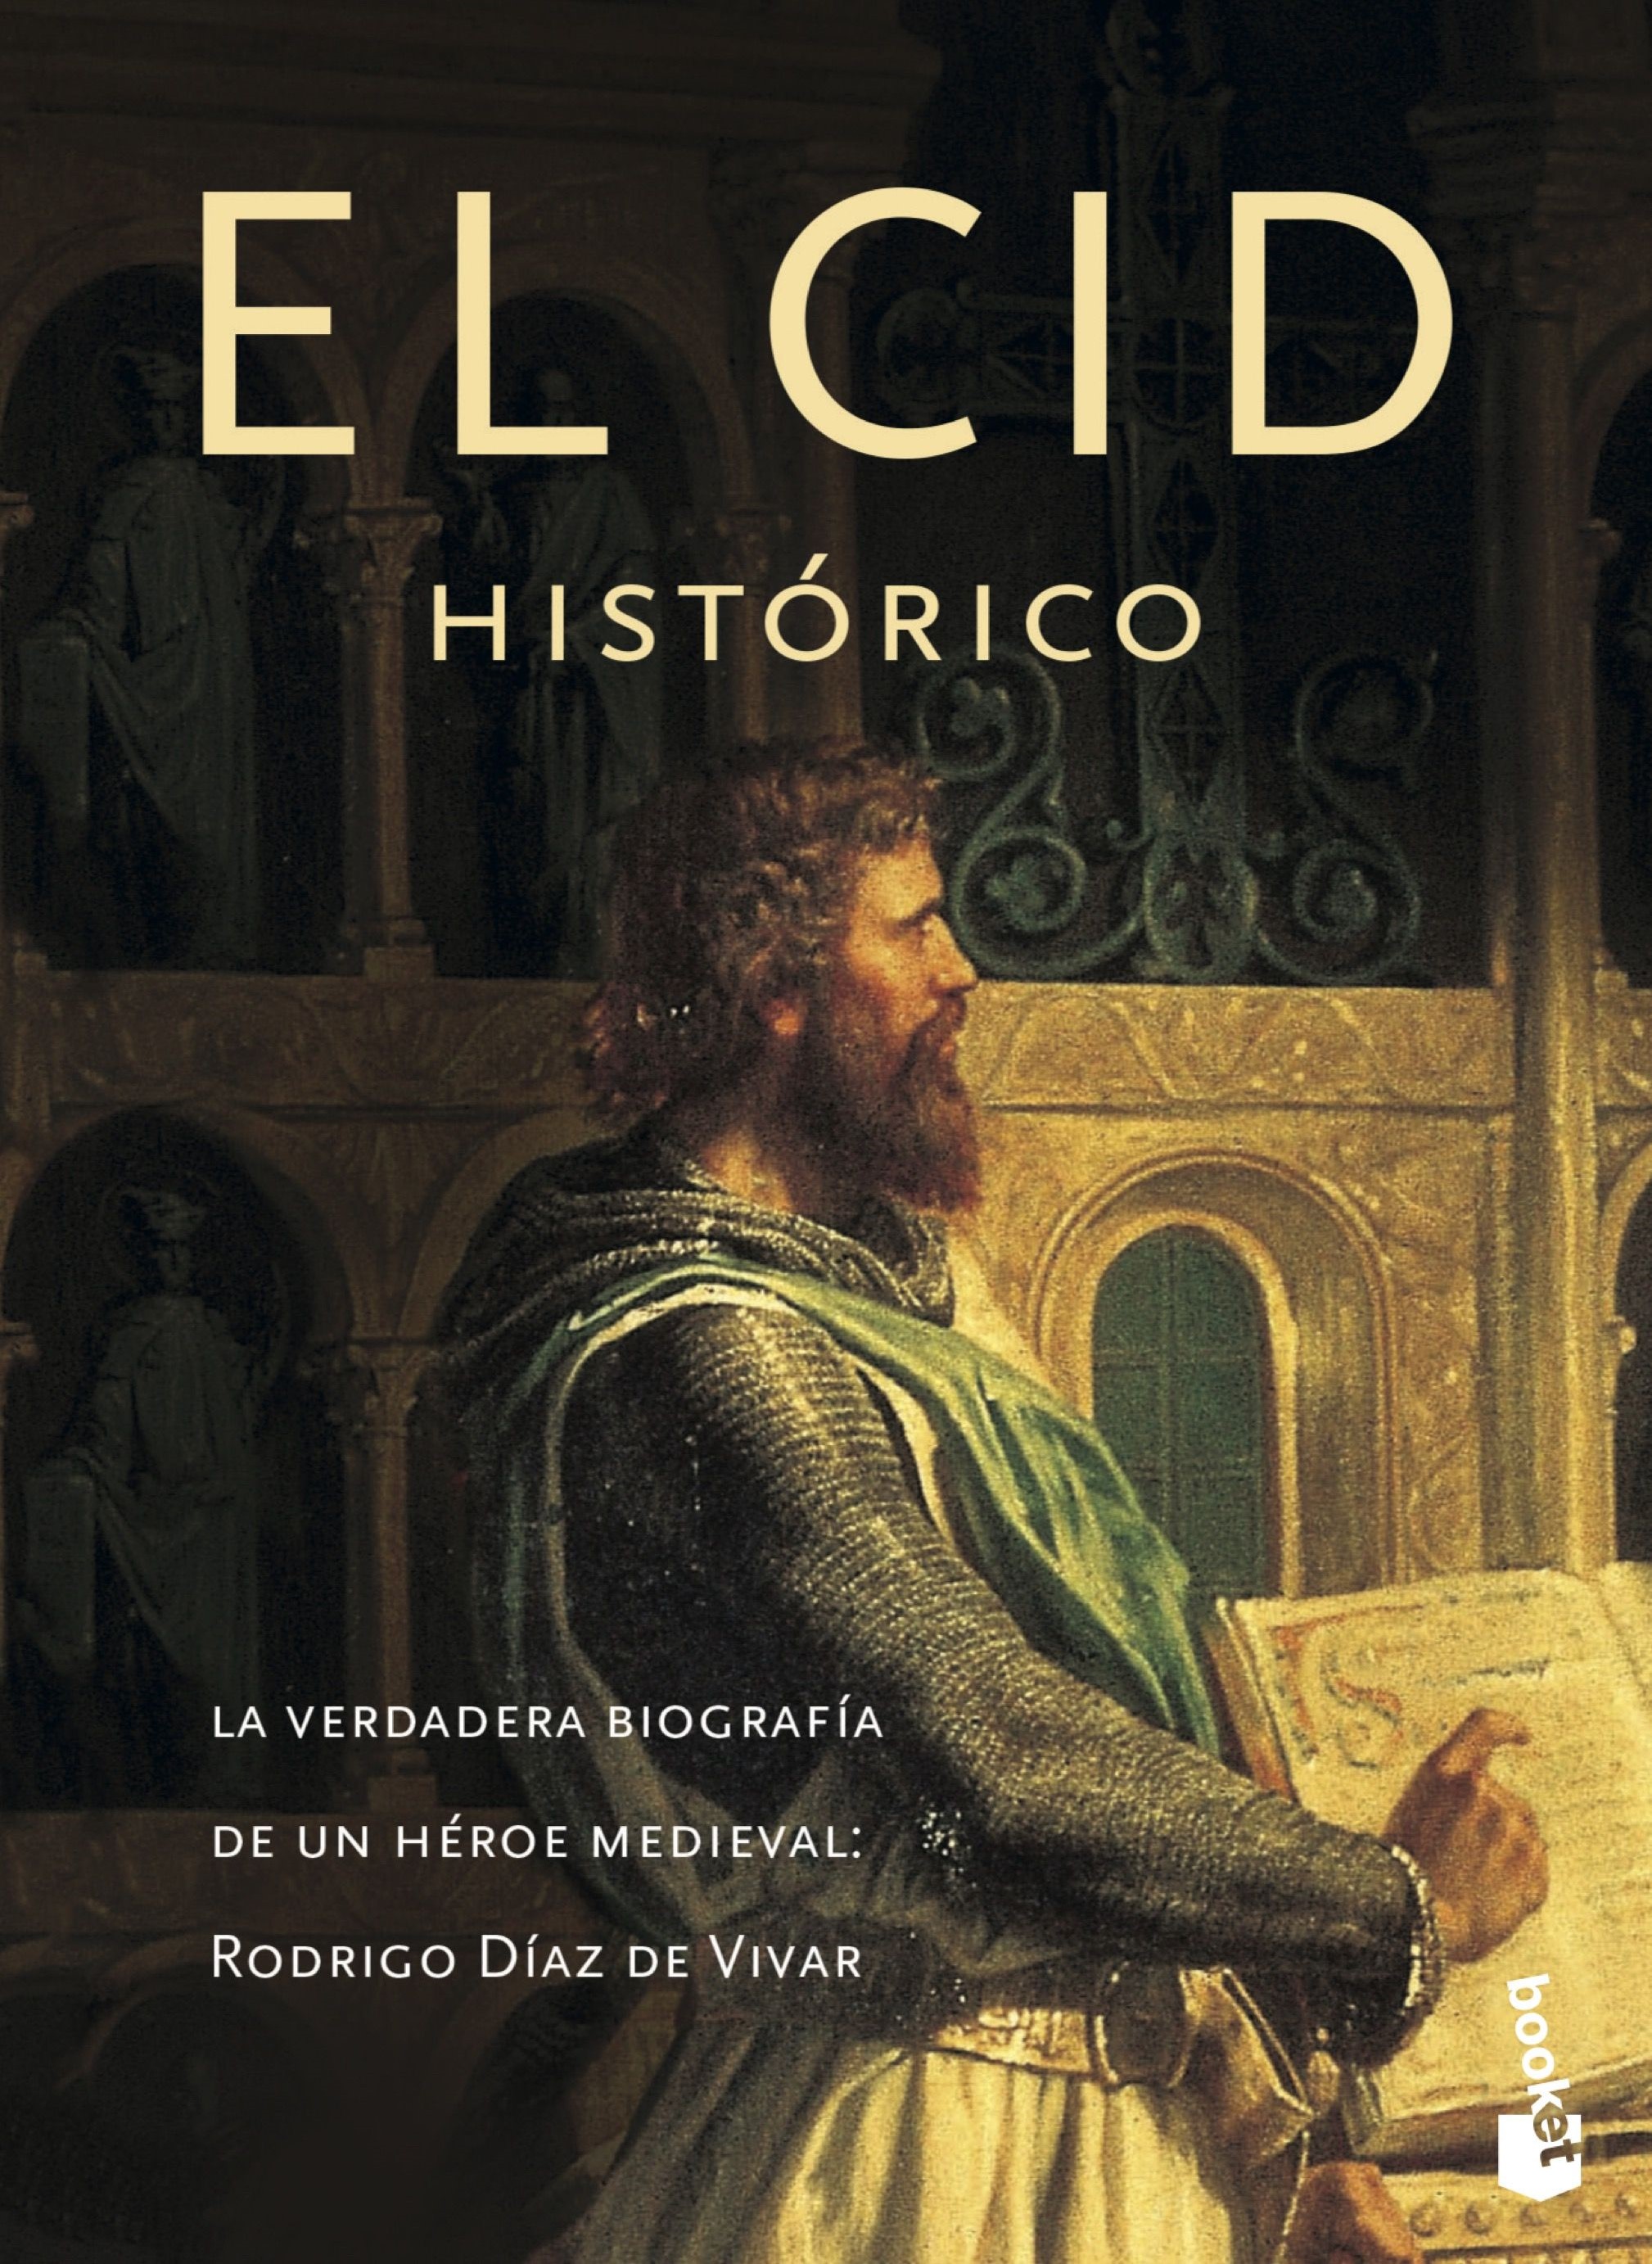 EL CID
HISTÓRICO
LA VERDADERA BIOGRAFÍA
DE UN HÉROE MEDIEVAL:
RODRIGO DÍAZ DE VIVAR
booket